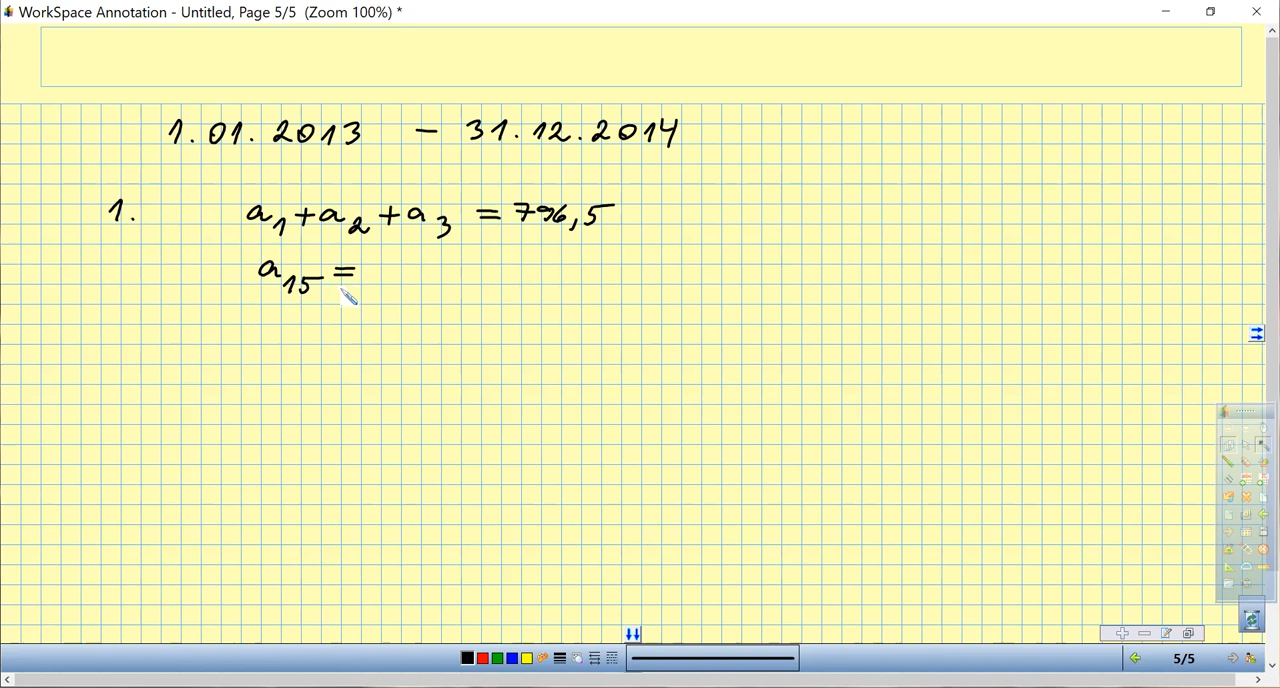 WorkSpace Annotation - Untitled, Page 5/5 (Zoom 100%) *
1.01.2013 - 31.12.2014
1. a₁+a₂+a₃ = 796,5
a₁₅ =
5/5